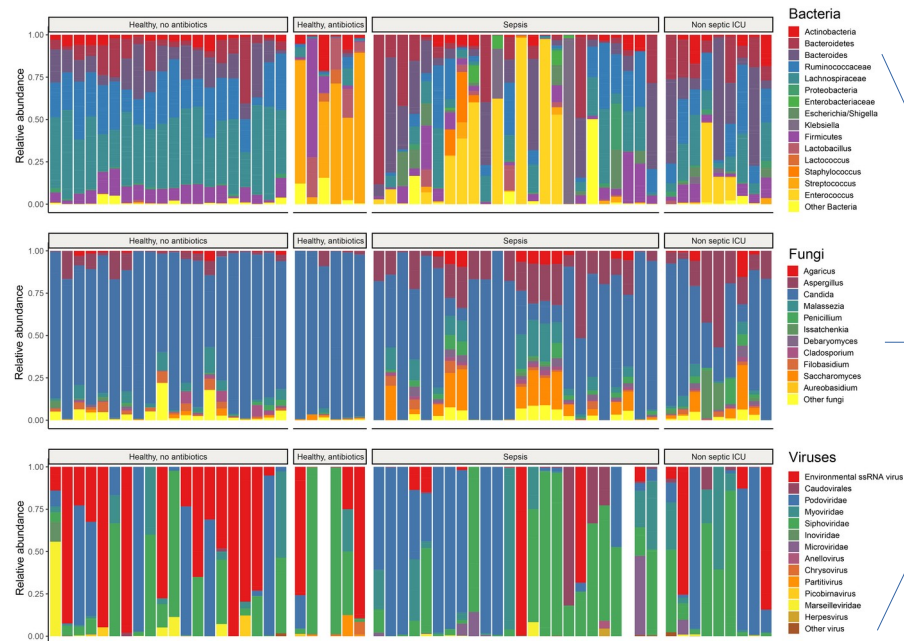 Healthy, no antibiotics
Healthy, antibiotics
Sepsis
Non septic ICU
1.00
0.75
0.50
0.25
0.00
Relative abundance
Bacteria
Actinobacteria
Bacteroidetes
Bacteroides
Ruminococcaceae
Lachnospiraceae
Proteobacteria
Enterobacteriaceae
Escherichia/Shigella
Klebsiella
Firmicutes
Lactobacillus
Lactococcus
Staphylococcus
Streptococcus
Enterococcus
Other Bacteria
Healthy, no antibiotics
Healthy, antibiotics
Sepsis
Non septic ICU
1.00
0.75
0.50
0.25
0.00
Relative abundance
Fungi
Agaricus
Aspergillus
Candida
Malassezia
Penicillium
Issatchenkia
Debaryomyces
Cladosporium
Filobasidium
Saccharomyces
Aureobasidium
Other fungi
Healthy, no antibiotics
Healthy, antibiotics
Sepsis
Non septic ICU
1.00
0.75
0.50
0.25
0.00
Relative abundance
Viruses
Environmental ssRNA virus
Caudovirales
Podoviridae
Myoviridae
Siphoviridae
Inoviridae
Microviridae
Anellovirus
Chrysovirus
Partitivirus
Picobirnavirus
Marseilleviridae
Herpesvirus
Other virus